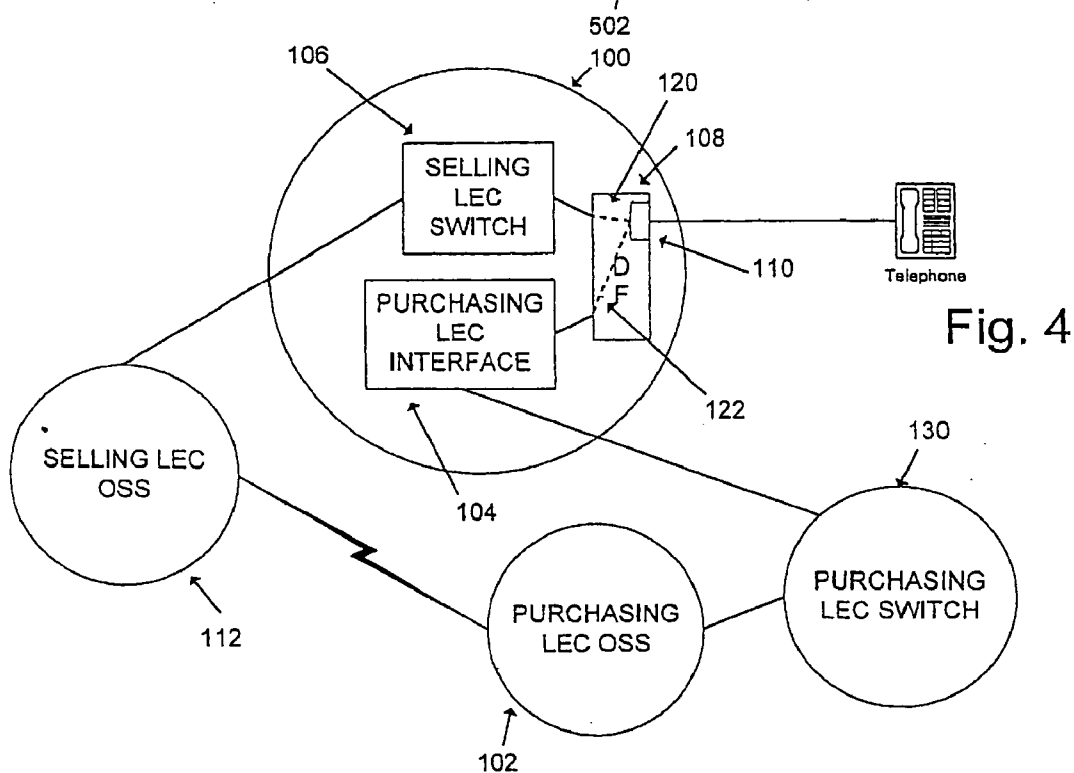 502
106
100
120
108
SELLING
LEC
SWITCH
D
F
110
Telephone
PURCHASING
LEC
INTERFACE
Fig. 4
122
130
SELLING LEC
OSS
104
PURCHASING
LEC SWITCH
PURCHASING
LEC OSS
112
102